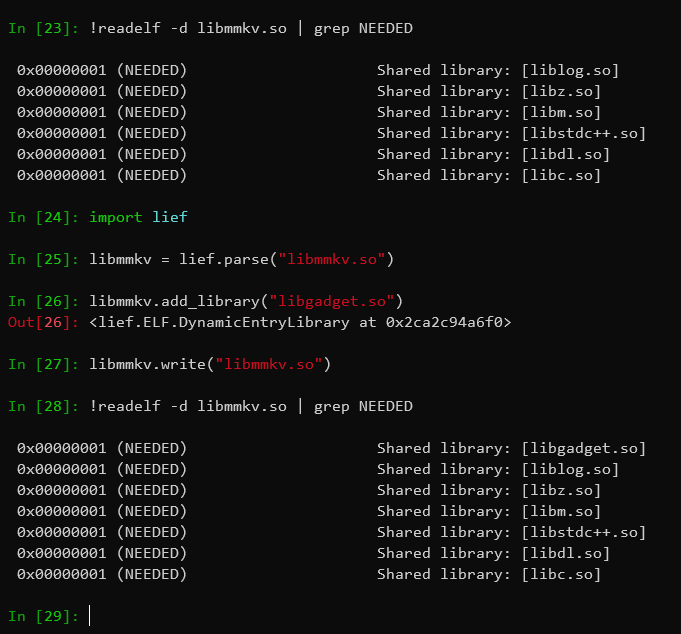 In [23]: !readelf -d libmmkv.so | grep NEEDED
0x00000001 (NEEDED)                     Shared library: [liblog.so]
0x00000001 (NEEDED)                     Shared library: [libz.so]
0x00000001 (NEEDED)                     Shared library: [libm.so]
0x00000001 (NEEDED)                     Shared library: [libstdc++.so]
0x00000001 (NEEDED)                     Shared library: [libdl.so]
0x00000001 (NEEDED)                     Shared library: [libc.so]
In [24]: import lief
In [25]: libmmkv = lief.parse("libmmkv.so")
In [26]: libmmkv.add_library("libgadget.so")
Out[26]: <lief.ELF.DynamicEntryLibrary at 0x2ca2c94a6f0>
In [27]: libmmkv.write("libmmkv.so")
In [28]: !readelf -d libmmkv.so | grep NEEDED
0x00000001 (NEEDED)                     Shared library: [libgadget.so]
0x00000001 (NEEDED)                     Shared library: [liblog.so]
0x00000001 (NEEDED)                     Shared library: [libz.so]
0x00000001 (NEEDED)                     Shared library: [libm.so]
0x00000001 (NEEDED)                     Shared library: [libstdc++.so]
0x00000001 (NEEDED)                     Shared library: [libdl.so]
0x00000001 (NEEDED)                     Shared library: [libc.so]
In [29]: